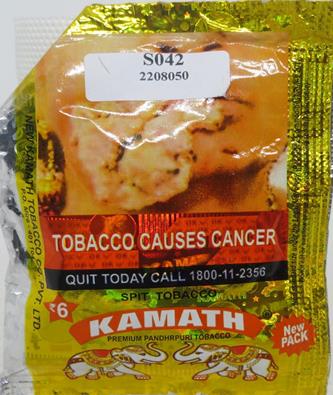 S042
2208050
TOBACCO CAUSES CANCER
QUIT TODAY CALL 1800-11-2356
SPIT TOBACCO
₹6
KAMATH
PREMIUM PANDHRPURI TOBACCO
New
PACK
NEW KAMATH TOBACCO CO. PVT. LTD